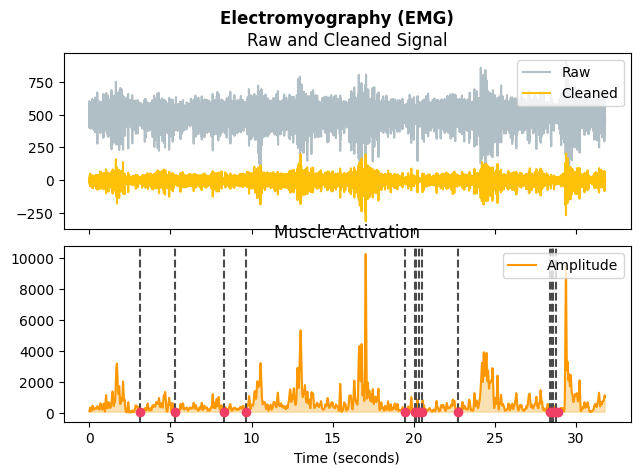 Electromyography (EMG)
Raw and Cleaned Signal
Raw
Cleaned
750
500
250
0
−250
Muscle Activation
Amplitude
10000
8000
6000
4000
2000
0
0 5 10 15 20 25 30
Time (seconds)